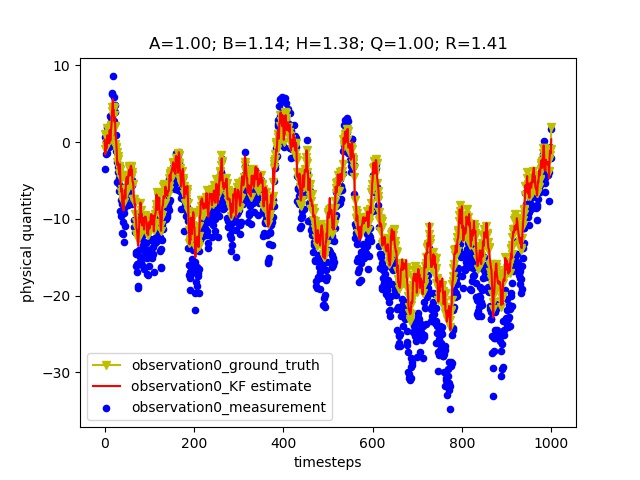 A=1.00; B=1.14; H=1.38; Q=1.00; R=1.41
10
0
−10
−20
−30
physical quantity
observation0_ground_truth
observation0_KF estimate
observation0_measurement
0
200
400
600
800
1000
timesteps